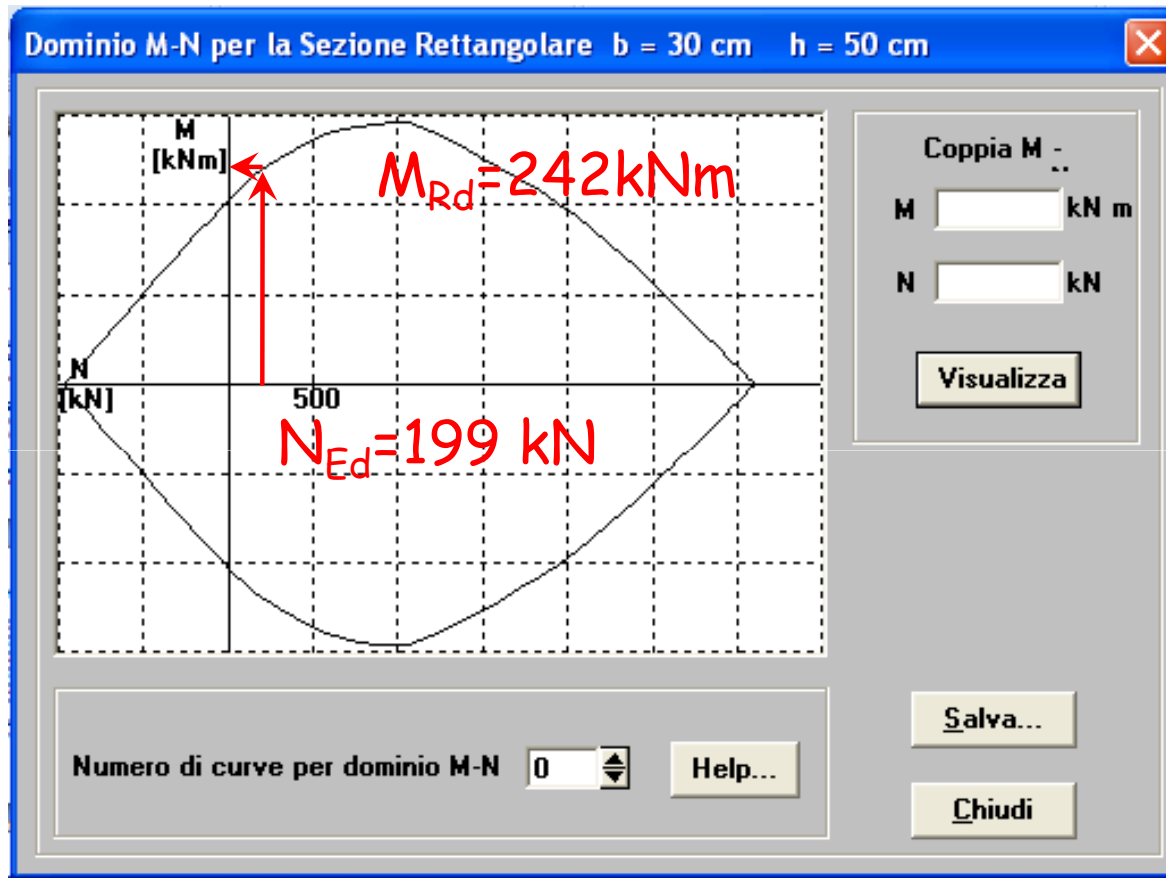 Dominio M-N per la Sezione Rettangolare b = 30 cm h = 50 cm
M
[kNm]
MRd=242kNm
N
[kN]
500
NEd=199 kN
Coppia M -
M kN m
N kN
Visualizza
Numero di curve per dominio M-N 0 Help...
Salva...
Chiudi